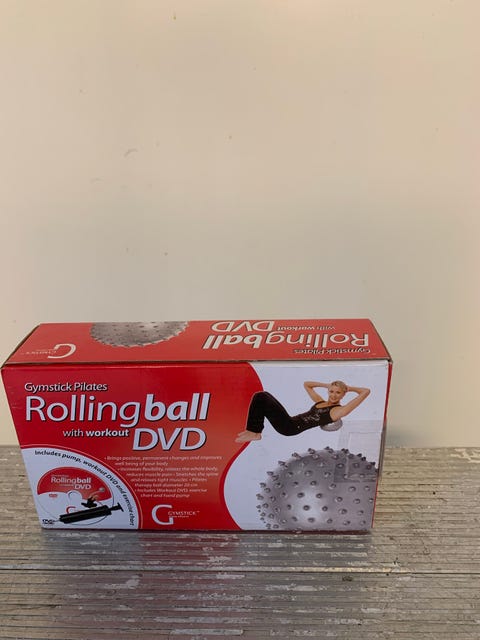 Gymstick Pilates
Rollingball
with workout
DVD
G
Gymstick Pilates
Rollingball
with workout DVD
• Brings positive, permanent changes and improves
well being of your body
• Increases flexibility, relaxes the whole body,
reduces muscle pain • Stretches the spine
and relaxes tight muscles • Pilates
therapy ball diameter 20 cm
• Includes Workout DVD, exercise
chart and hand pump
Includes pump, workout DVD and exercise chart
Rollingball
DVD
DVD
G GYMSTICK